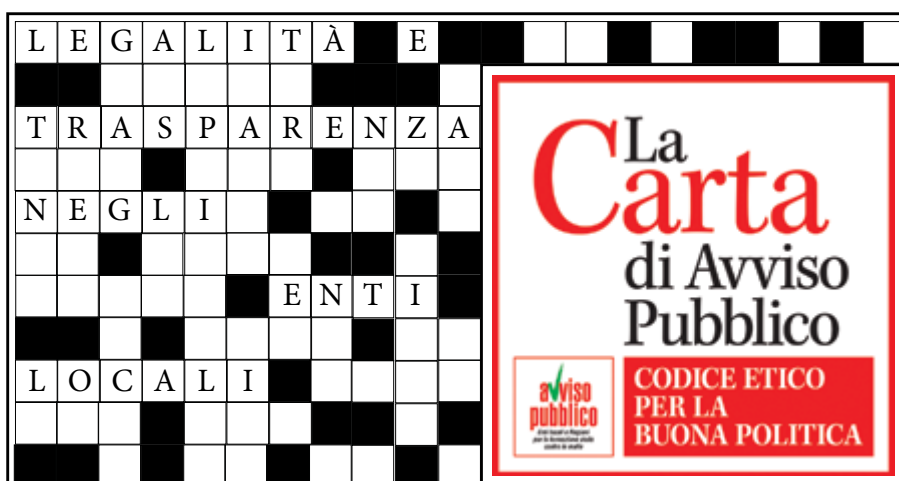 LEGALITÀ E
TRASPARENZA
NEGLI
ENTI
LOCALI
La
Carta
di Avviso
Pubblico
avviso
pubblico
CODICE ETICO
PER LA
BUONA POLITICA